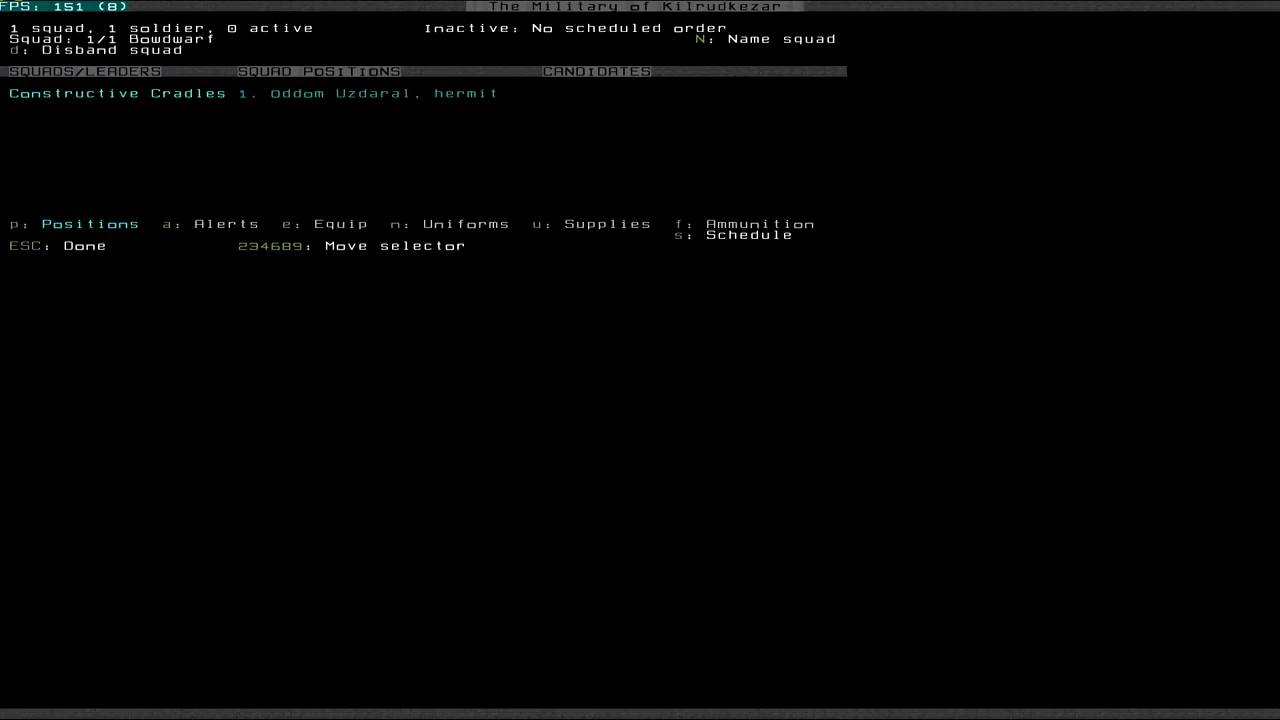 FPS: 151 (8) The Military of Kilrudkezar
1 squad, 1 soldier, 0 active Inactive: No scheduled order
Squad: 1/1 Bowdwarf N: Name squad
d: Disband squad
SQUADS/LEADERS SQUAD POSITIONS CANDIDATES
Constructive Cradles 1. Oddom Uzdaral, hermit
p: Positions a: Alerts e: Equip n: Uniforms u: Supplies f: Ammunition
s: Schedule
ESC: Done 234689: Move selector